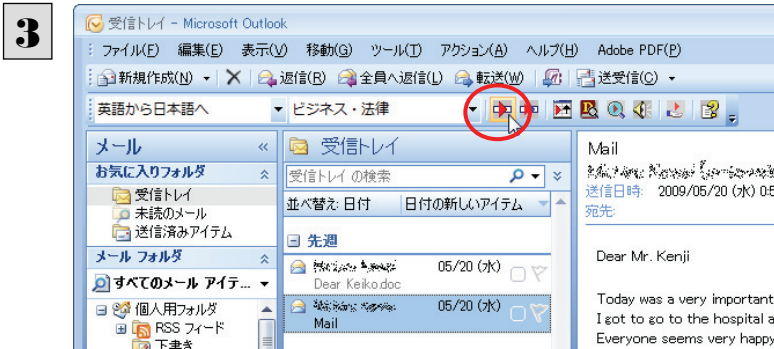 3
受信トレイ - Microsoft Outlook
ファイル(F) 編集(E) 表示(V) 移動(G) ツール(T) アクション(A) ヘルプ(H) Adobe PDF(P)
新規作成(N) 返信(R) 全員へ返信(L) 転送(W) 送受信(C)
英語から日本語へ ビジネス・法律
メール «
お気に入りフォルダ
受信トレイ
未読のメール
送信済みアイテム
メール フォルダ
すべてのメール アイテ...
個人用フォルダ
RSS フィード
下書き
受信トレイ
受信トレイ の検索
並べ替え: 日付 日付の新しいアイテム
先週
05/20 (水)
Dear Keiko.doc
05/20 (水)
Mail
Mail
送信日時: 2009/05/20 (水) 0
宛先:
Dear Mr. Kenji
Today was a very important
I got to go to the hospital a
Everyone seems very happy